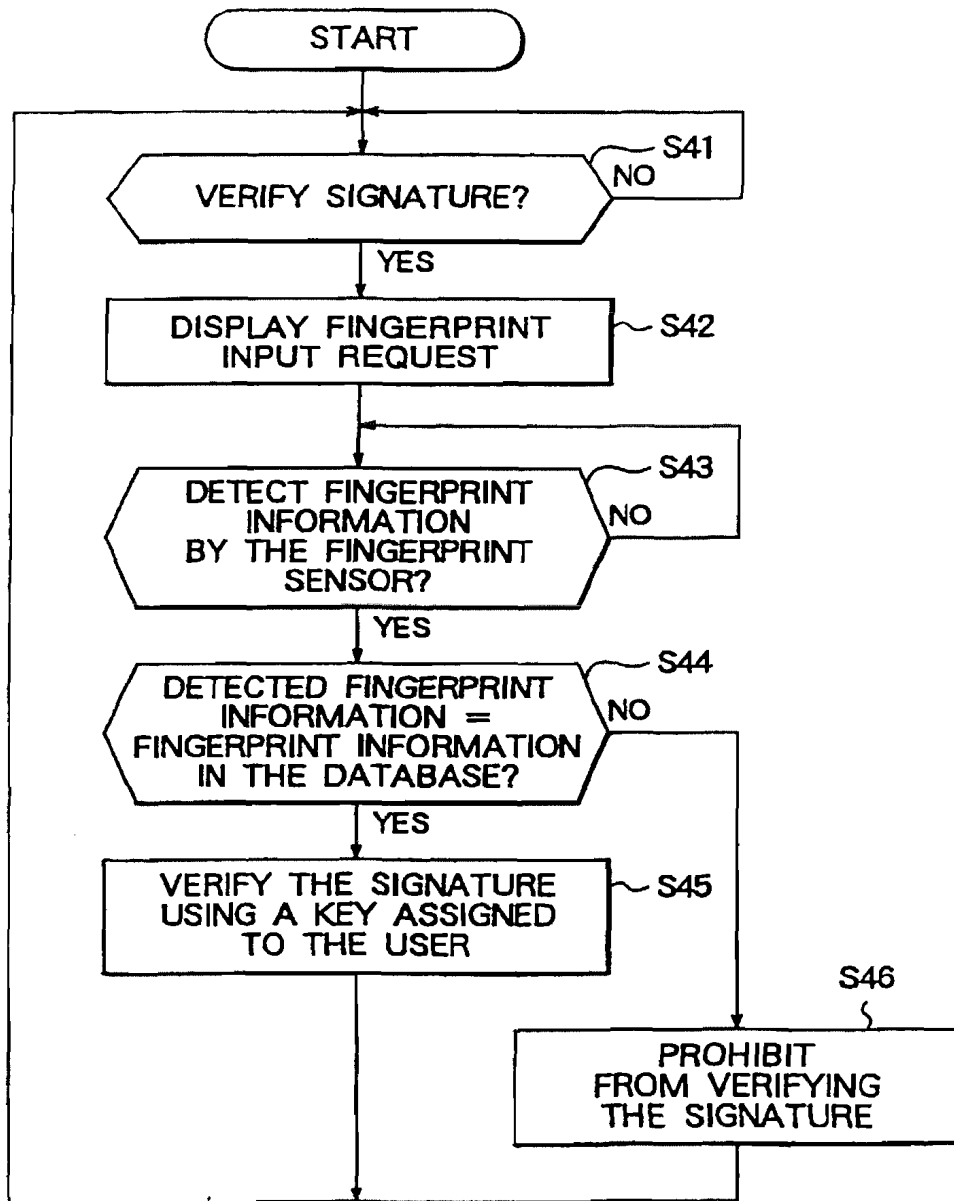 START
S41
NO
VERIFY SIGNATURE?
YES
DISPLAY FINGERPRINT
INPUT REQUEST
S42
S43
NO
DETECT FINGERPRINT
INFORMATION
BY THE FINGERPRINT
SENSOR?
YES
S44
NO
DETECTED FINGERPRINT
INFORMATION =
FINGERPRINT INFORMATION
IN THE DATABASE?
YES
VERIFY THE SIGNATURE
USING A KEY ASSIGNED
TO THE USER
S45
S46
PROHIBIT
FROM VERIFYING
THE SIGNATURE